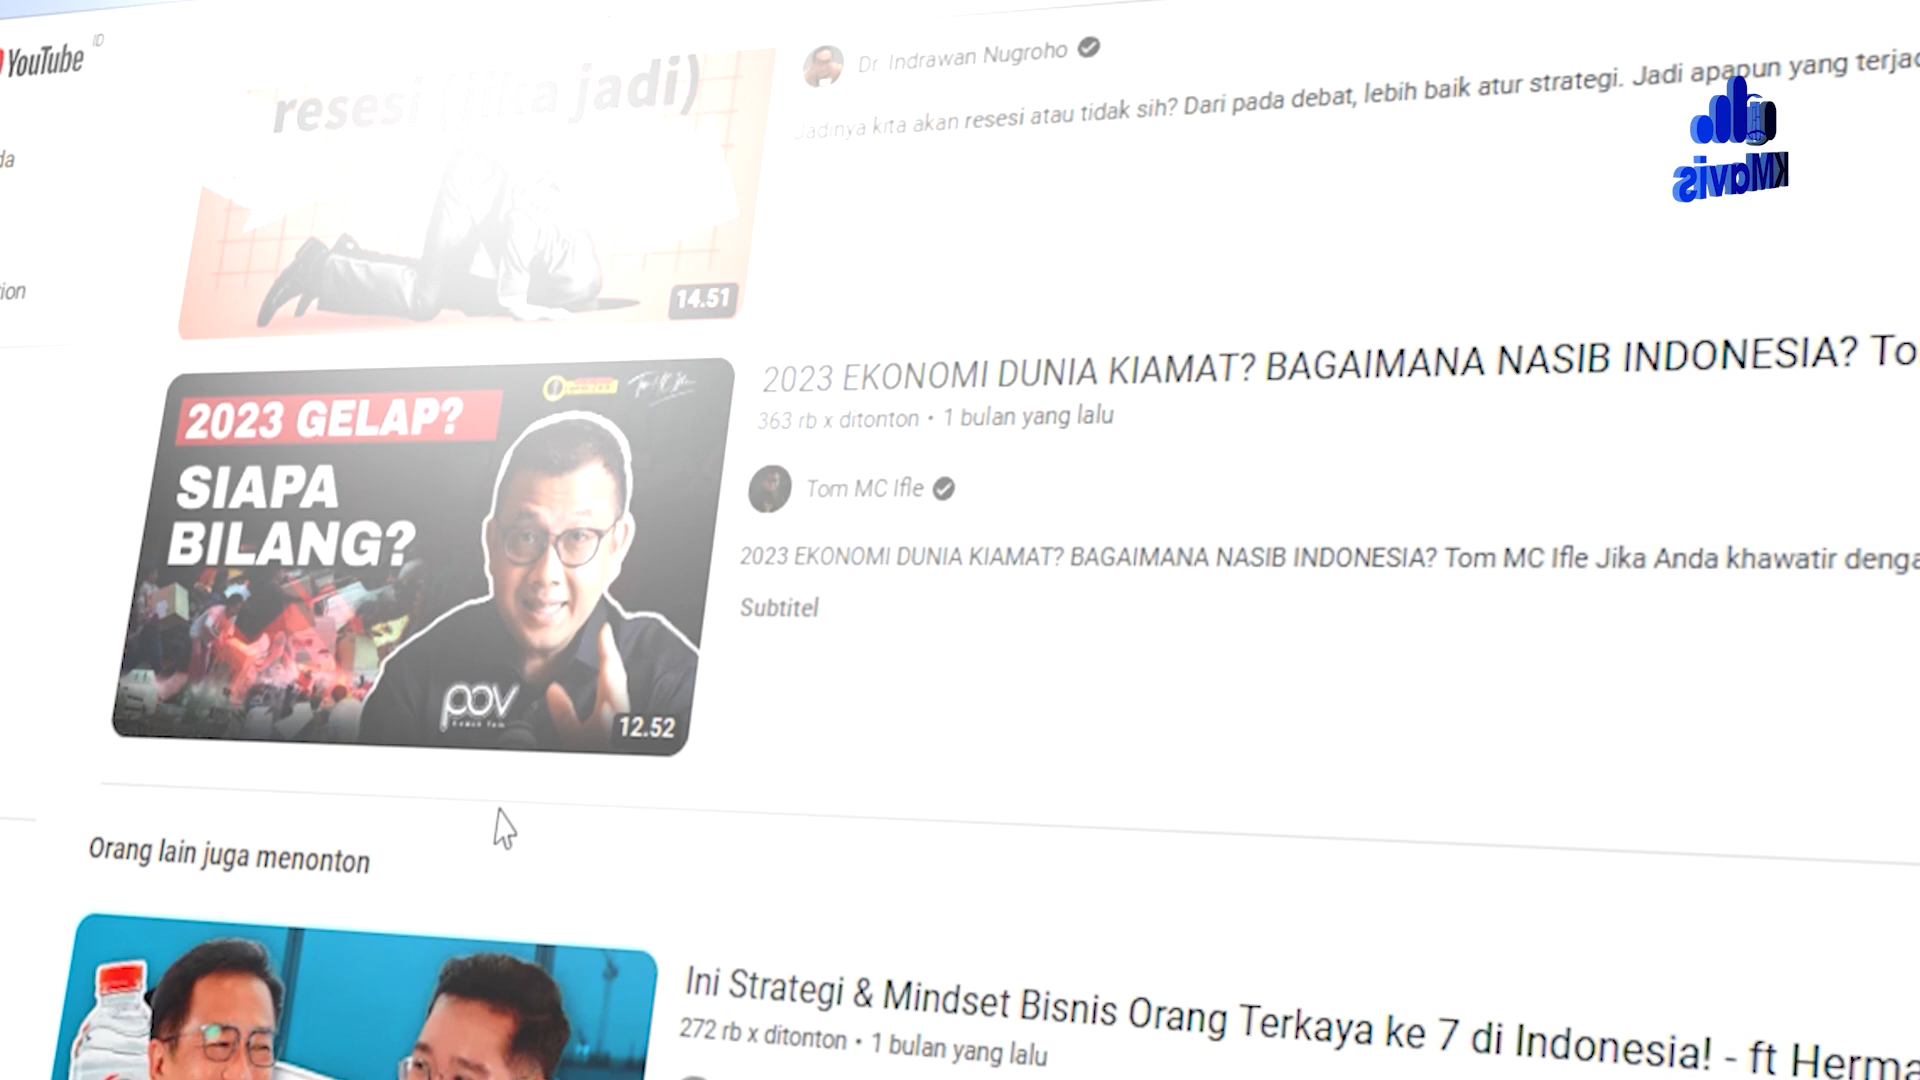 YouTube ID
resesi (jika jadi)
14.51
Dr. Indrawan Nugroho
Jadinya kita akan resesi atau tidak sih? Dari pada debat, lebih baik atur strategi. Jadi apapun yang
KMavis
2023 GELAP?
SIAPA
BILANG?
pov
12.52
2023 EKONOMI DUNIA KIAMAT? BAGAIMANA NASIB INDONESIA?
363 rb x ditonton • 1 bulan yang lalu
Tom MC Ifle
2023 EKONOMI DUNIA KIAMAT? BAGAIMANA NASIB INDONESIA? Tom MC Ifle Jika Anda khawatir
Subtitel
Orang lain juga menonton
Ini Strategi & Mindset Bisnis Orang Terkaya ke 7 di Indonesia! - ft
272 rb x ditonton • 1 bulan yang lalu